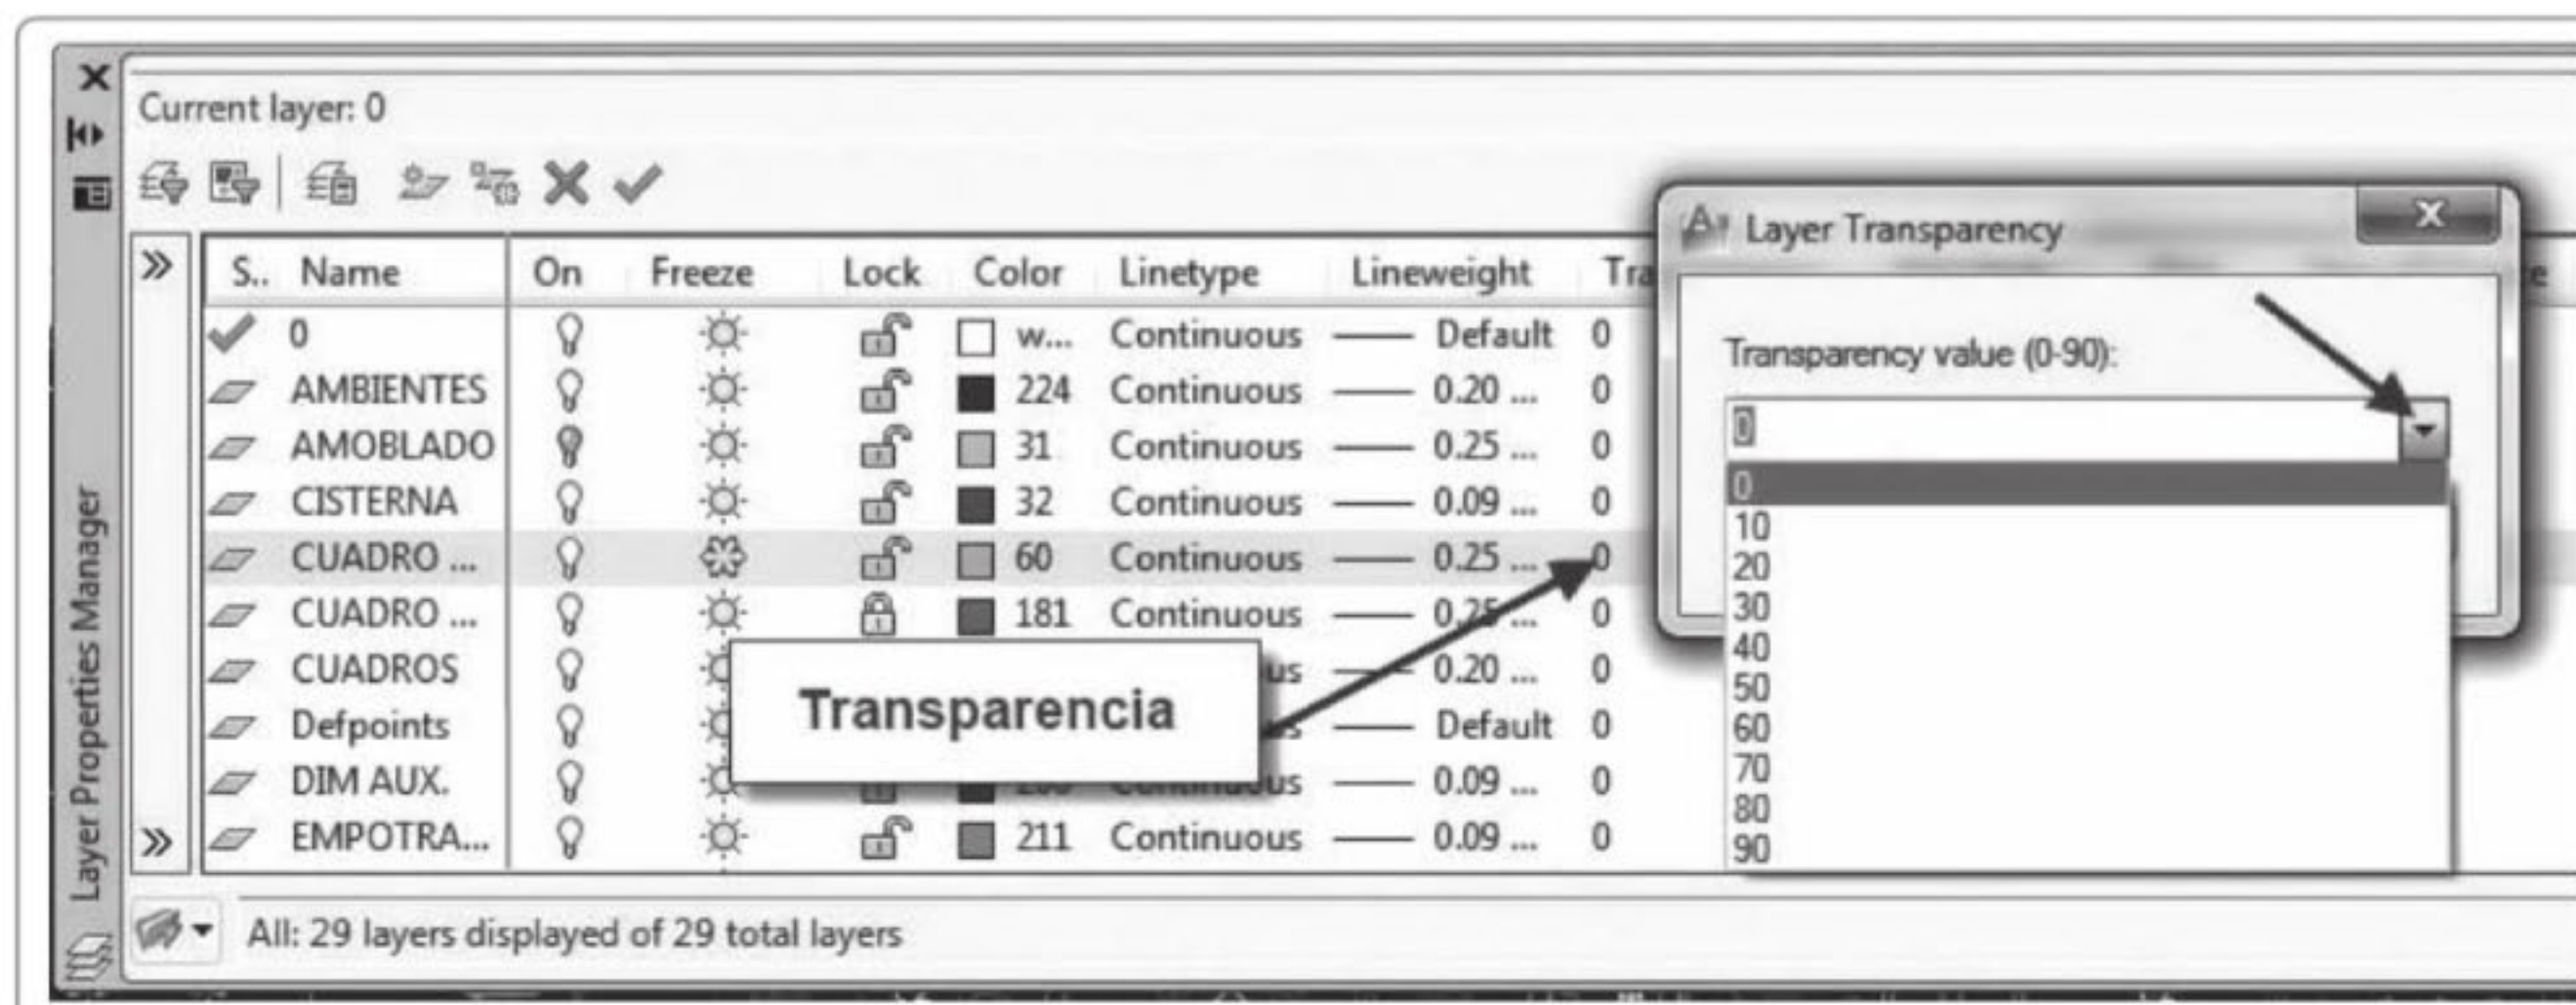 Current layer: 0
S.. Name On Freeze Lock Color Linetype Lineweight Tra
0 w... Continuous Default 0
AMBIENTES 224 Continuous 0.20 ... 0
AMOBLADO 31 Continuous 0.25 ... 0
CISTERNA 32 Continuous 0.09 ... 0
CUADRO ... 60 Continuous 0.25 ... 0
CUADRO ... 181 Continuous 0.25 ... 0
CUADROS us 0.20 ... 0
Defpoints s Default 0
DIM AUX. Continuous 0.09 ... 0
EMPOTRA... 211 Continuous 0.09 ... 0
All: 29 layers displayed of 29 total layers
Layer Properties Manager
Transparencia
Layer Transparency
Transparency value (0-90):
0
0
10
20
30
40
50
60
70
80
90